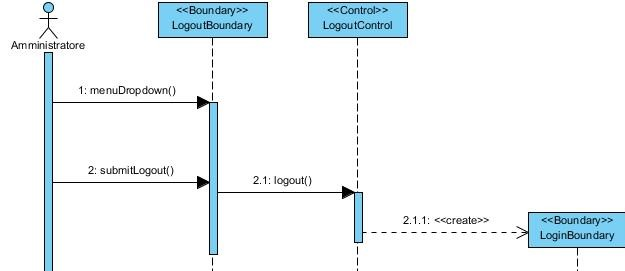 <<Boundary>>
LogoutBoundary
<<Control>>
LogoutControl
Amministratore
1: menuDropdown()
2: submitLogout()
2.1: logout()
2.1.1: <<create>>
<<Boundary>>
LoginBoundary